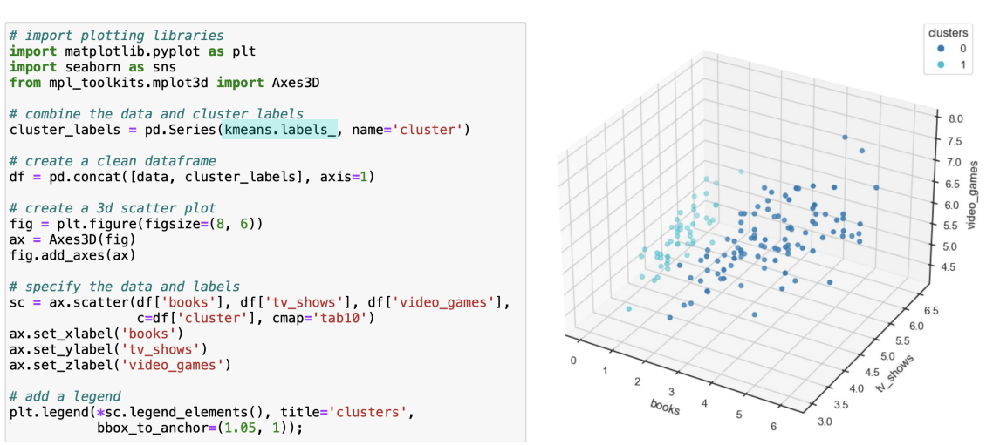 # import plotting libraries
import matplotlib.pyplot as plt
import seaborn as sns
from mpl_toolkits.mplot3d import Axes3D
# combine the data and cluster labels
cluster_labels = pd.Series(kmeans.labels_, name='cluster')
# create a clean dataframe
df = pd.concat([data, cluster_labels], axis=1)
# create a 3d scatter plot
fig = plt.figure(figsize=(8, 6))
ax = Axes3D(fig)
fig.add_axes(ax)
# specify the data and labels
sc = ax.scatter(df['books'], df['tv_shows'], df['video_games'],
c=df['cluster'], cmap='tab10')
ax.set_xlabel('books')
ax.set_ylabel('tv_shows')
ax.set_zlabel('video_games')
# add a legend
plt.legend(*sc.legend_elements(), title='clusters',
bbox_to_anchor=(1.05, 1));
clusters
0
1
8.0
7.5
7.0
6.5
6.0
5.5
5.0
4.5
video_games
6.5
6.0
5.5
5.0
4.5
4.0
3.5
3.0
tv_shows
0
1
2
3
4
5
6
books